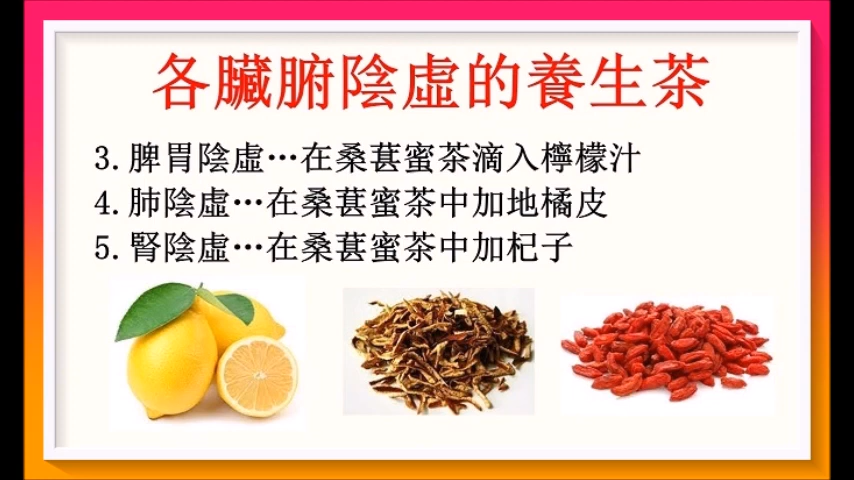 各臟腑陰虛的養生茶
3.脾胃陰虛…在桑葚蜜茶滴入檸檬汁
4.肺陰虛…在桑葚蜜茶中加地橘皮
5.腎陰虛…在桑葚蜜茶中加杞子